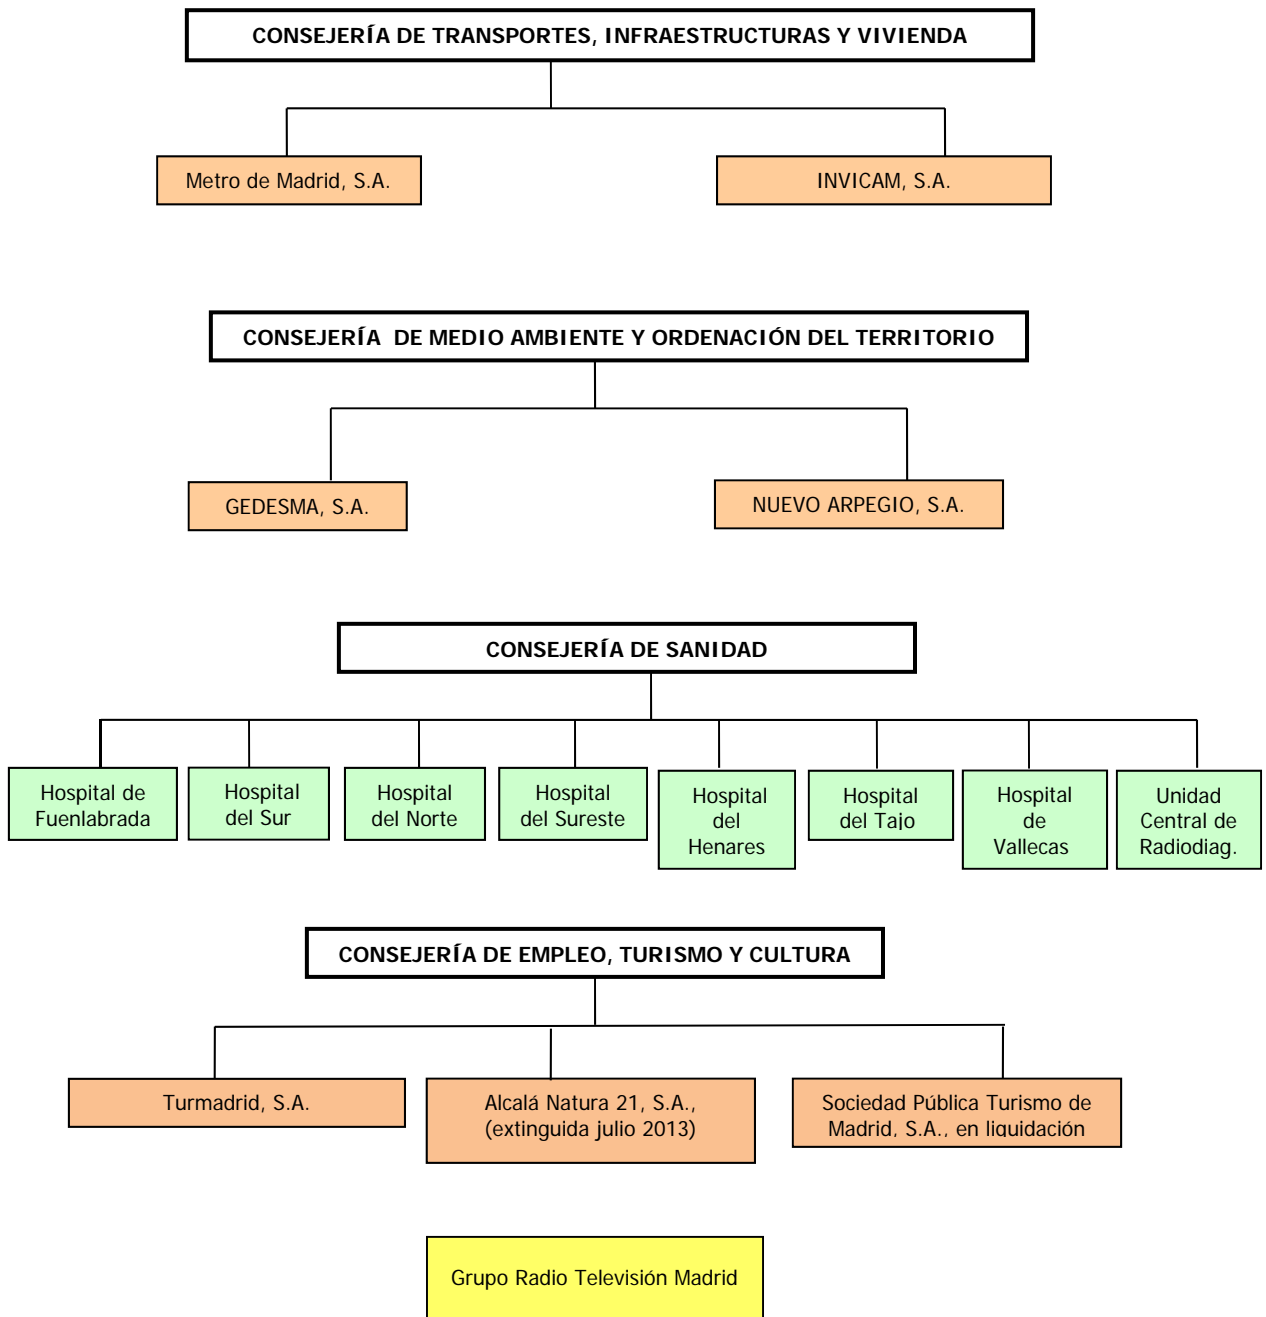 CONSEJERÍA DE TRANSPORTES, INFRAESTRUCTURAS Y VIVIENDA
Metro de Madrid, S.A.
INVICAM, S.A.
CONSEJERÍA DE MEDIO AMBIENTE Y ORDENACIÓN DEL TERRITORIO
GEDESMA, S.A.
NUEVO ARPEGIO, S.A.
CONSEJERÍA DE SANIDAD
Hospital de
Fuenlabrada
Hospital
del Sur
Hospital
del Norte
Hospital
del Sureste
Hospital
del
Henares
Hospital
del Tajo
Hospital
de
Vallecas
Unidad
Central de
Radiodiag.
CONSEJERÍA DE EMPLEO, TURISMO Y CULTURA
Turmadrid, S.A.
Alcalá Natura 21, S.A.,
(extinguida julio 2013)
Sociedad Pública Turismo de
Madrid, S.A., en liquidación
Grupo Radio Televisión Madrid